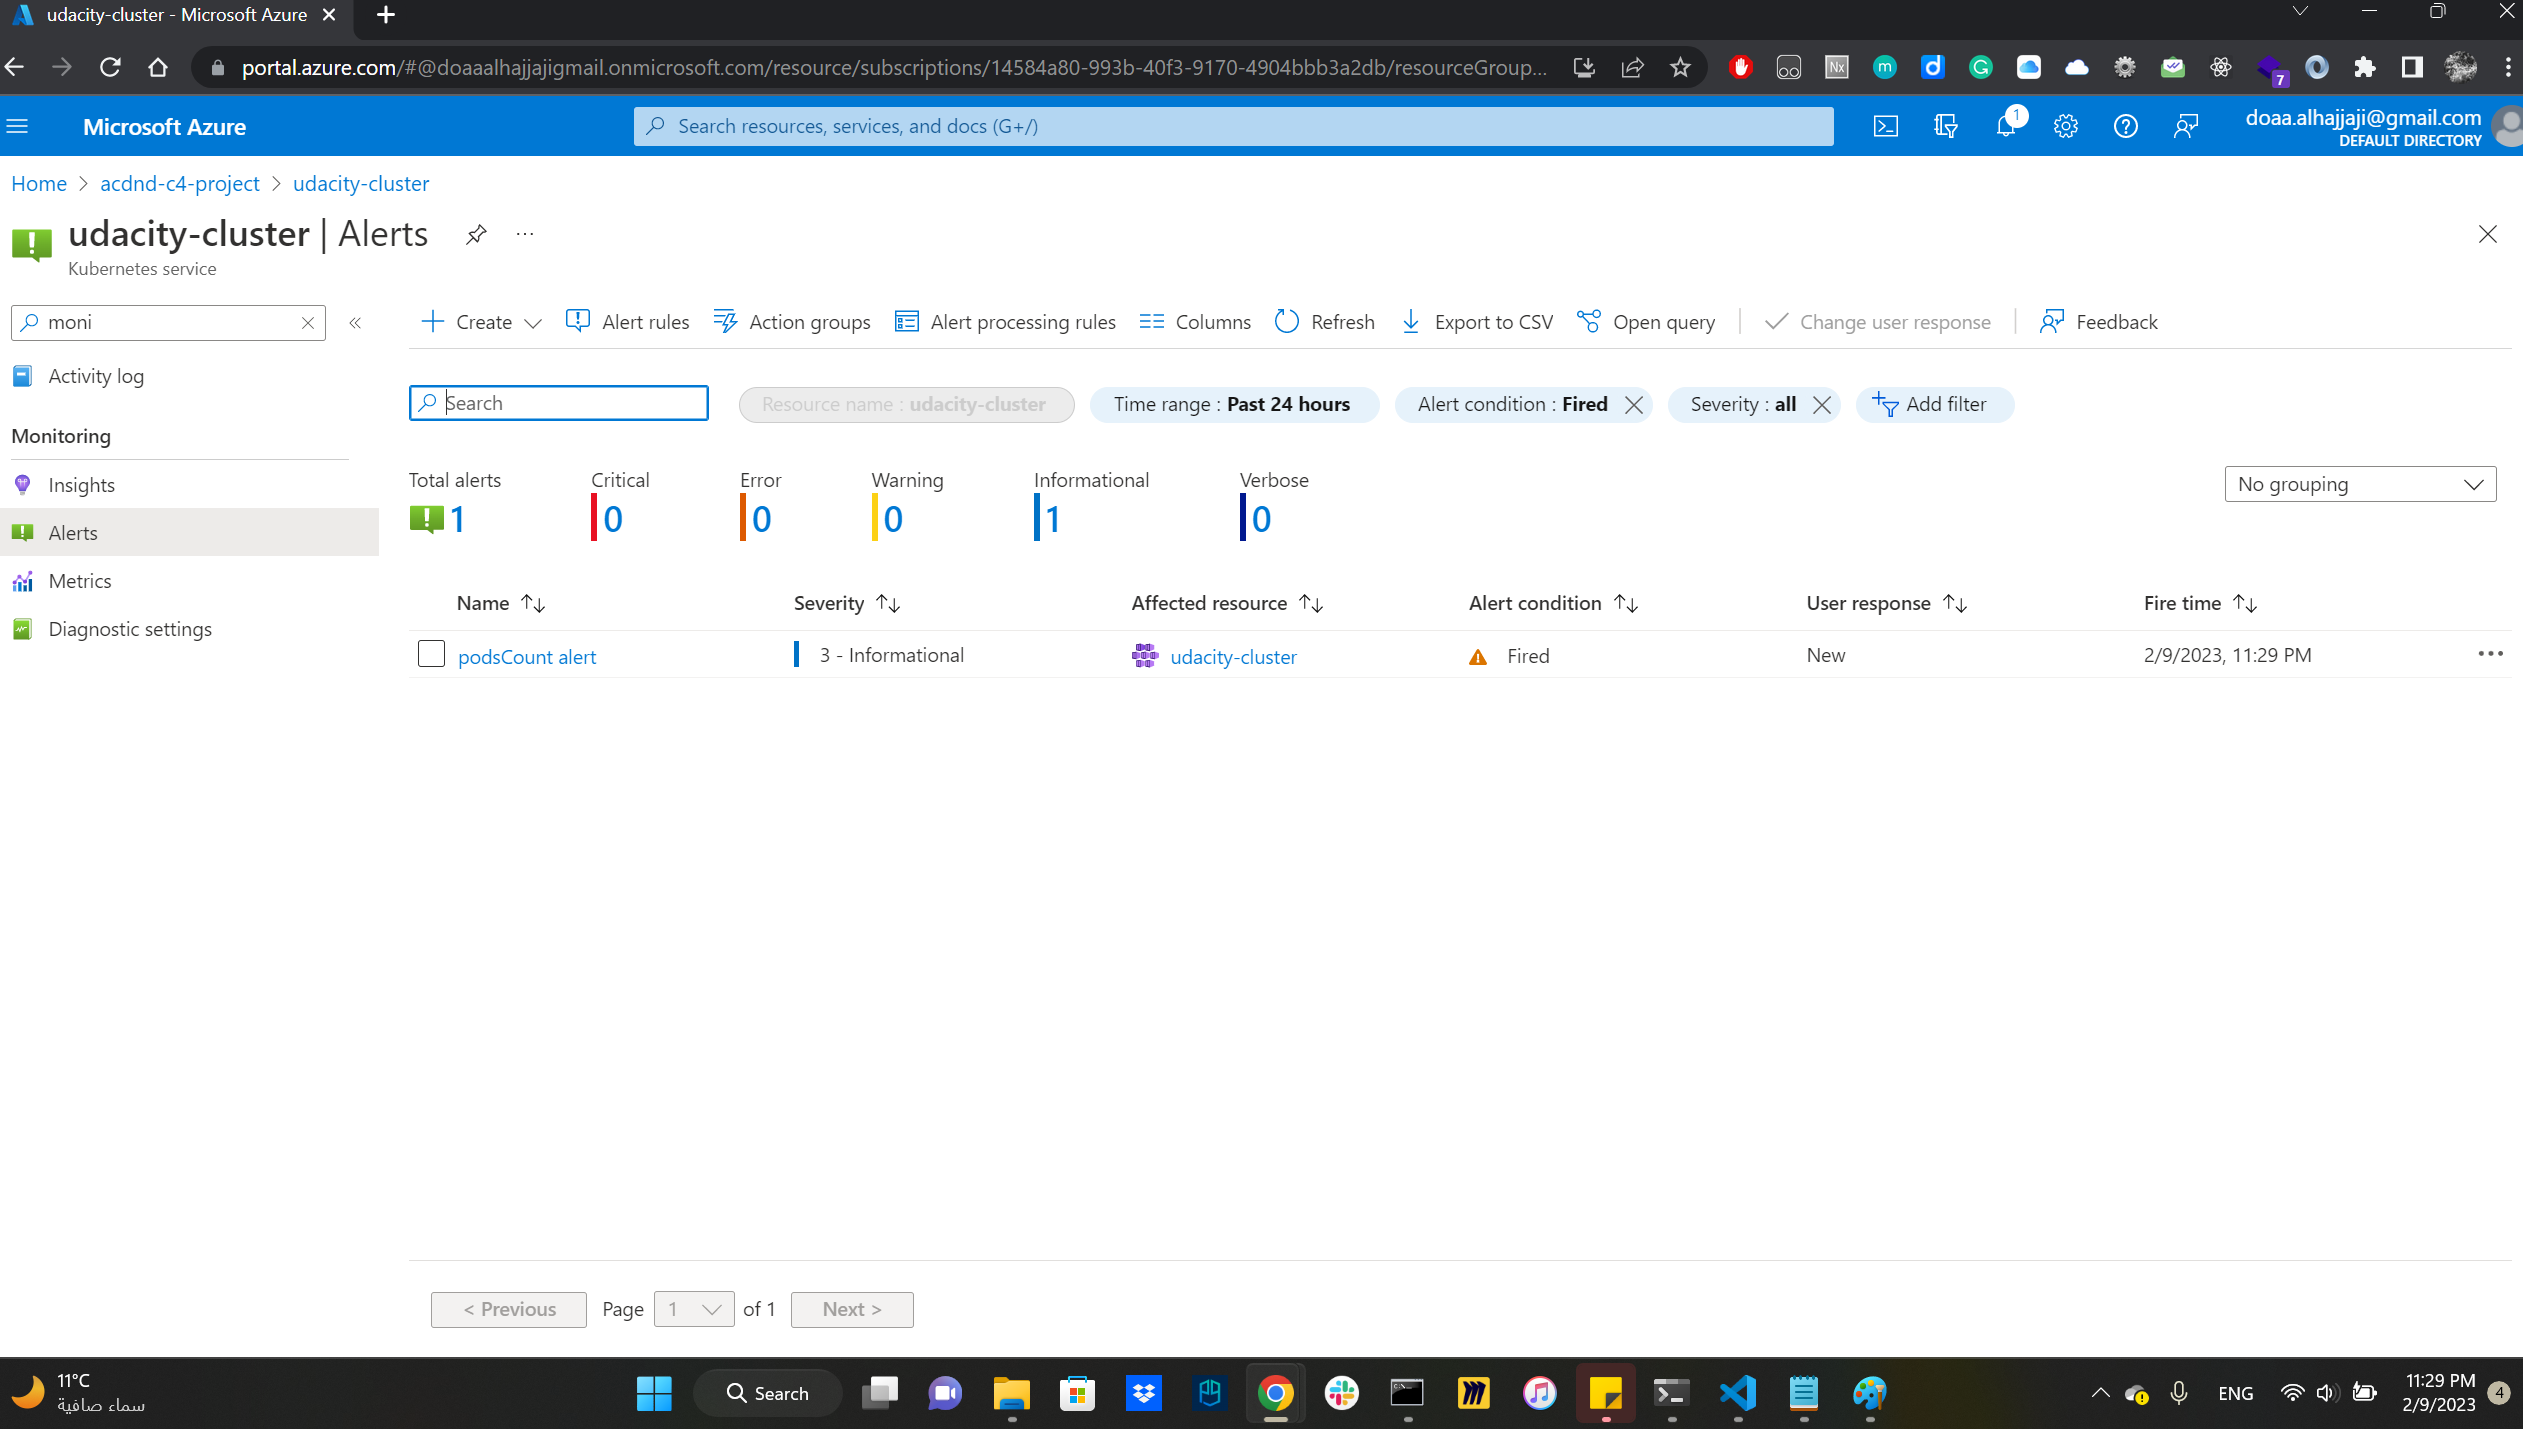 udacity-cluster - Microsoft Azure
portal.azure.com/#@doaaalhajjajigmail.onmicrosoft.com/resource/subscriptions/14584a80-993b-40f3-9170-4904bbb3a2db/resourceGroup...
Nx
m
d
G
7
Microsoft Azure
Search resources, services, and docs (G+/)
1
doaa.alhajjaji@gmail.com
DEFAULT DIRECTORY
Home > acdnd-c4-project > udacity-cluster
udacity-cluster | Alerts
...
Kubernetes service
moni
«
Create
Alert rules
Action groups
Alert processing rules
Columns
Refresh
Export to CSV
Open query
Change user response
Feedback
Activity log
Search
Resource name : udacity-cluster
Time range : Past 24 hours
Alert condition : Fired
Severity : all
Add filter
Monitoring
Insights
Alerts
Metrics
Diagnostic settings
Total alerts
1
Critical
0
Error
0
Warning
0
Informational
1
Verbose
0
No grouping
Name
Severity
Affected resource
Alert condition
User response
Fire time
podsCount alert
3 - Informational
udacity-cluster
Fired
New
2/9/2023, 11:29 PM
< Previous
Page
1
of 1
Next >
11°C
سماء صافية
Search
ENG
11:29 PM
2/9/2023
4